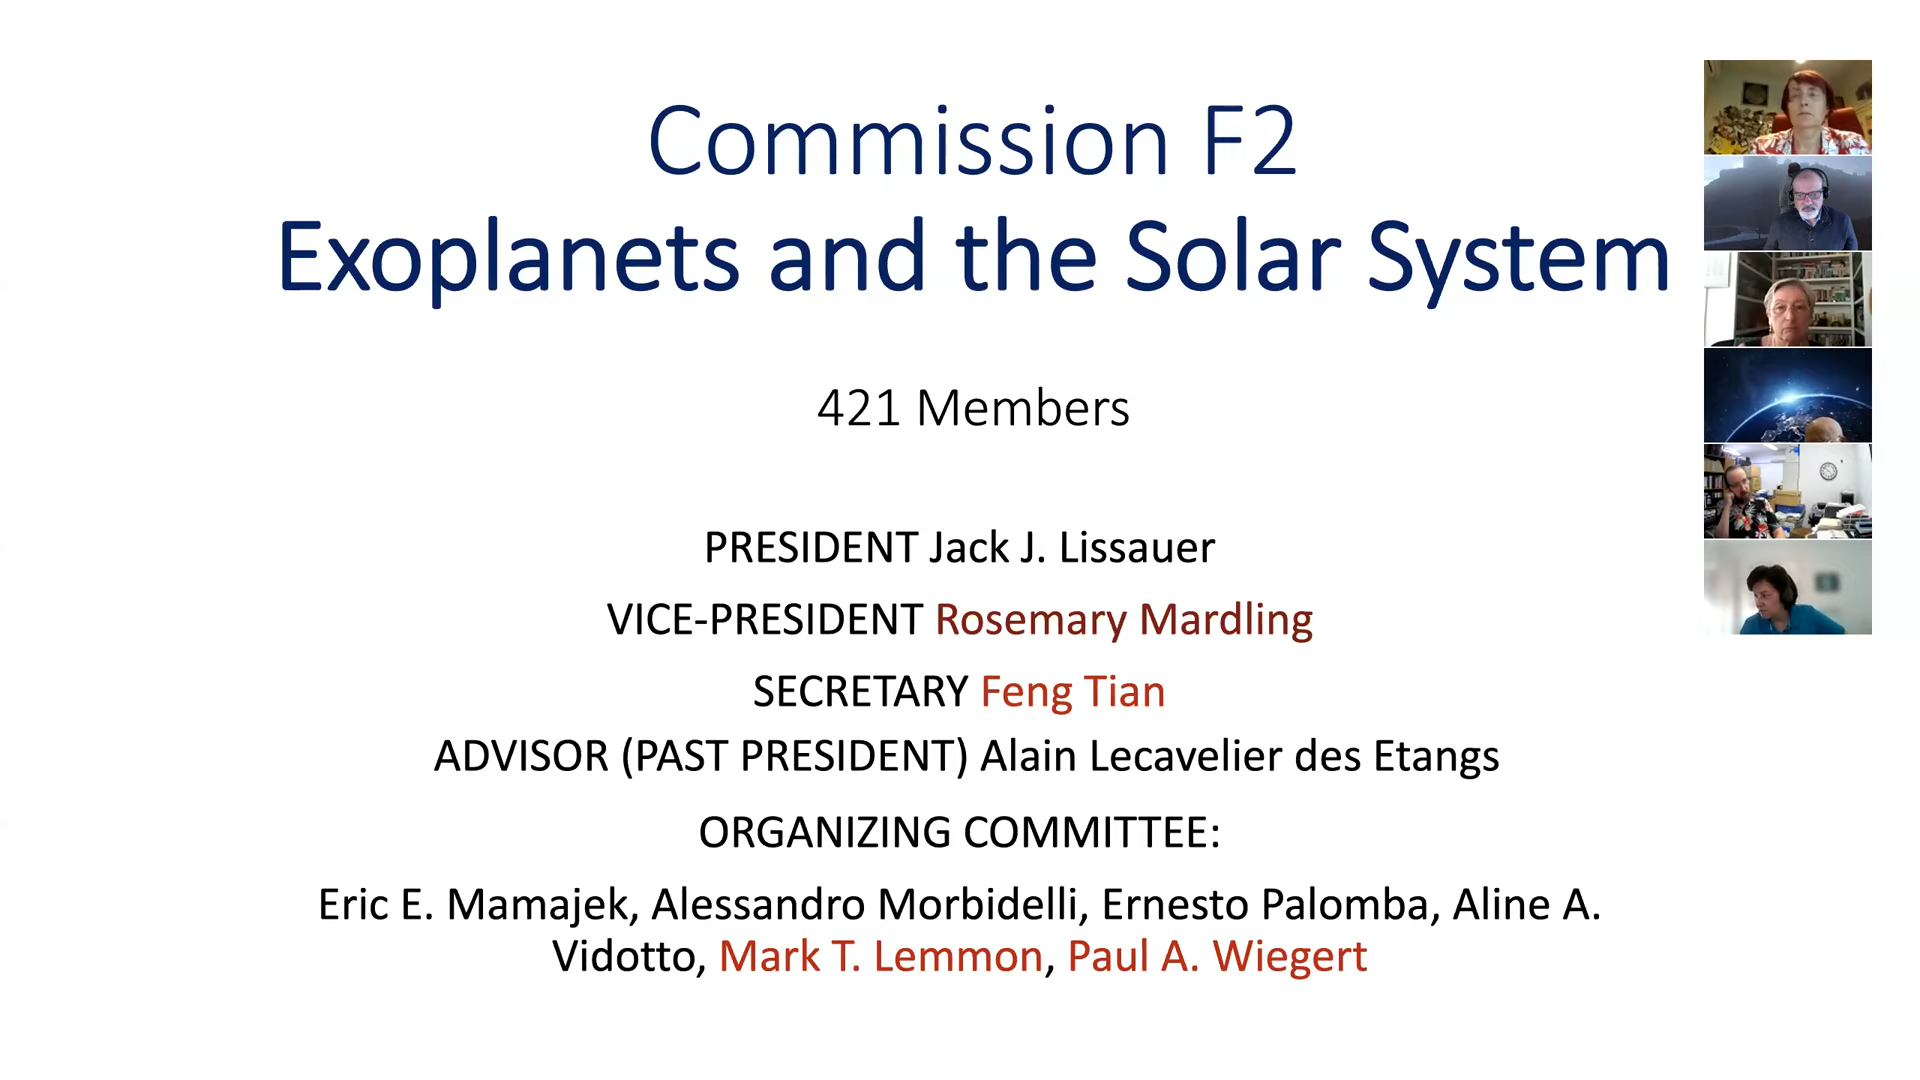 Commission F2
Exoplanets and the Solar System
421 Members
PRESIDENT Jack J. Lissauer
VICE-PRESIDENT Rosemary Mardling
SECRETARY Feng Tian
ADVISOR (PAST PRESIDENT) Alain Lecavelier des Etangs
ORGANIZING COMMITTEE:
Eric E. Mamajek, Alessandro Morbidelli, Ernesto Palomba, Aline A.
Vidotto, Mark T. Lemmon, Paul A. Wiegert